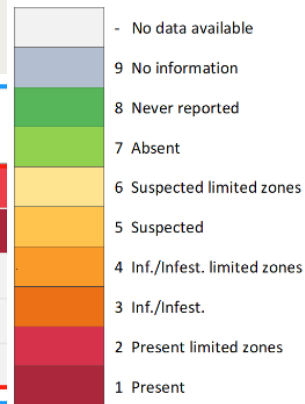 - No data available
9 No information
8 Never reported
7 Absent
6 Suspected limited zones
5 Suspected
4 Inf./Infest. limited zones
3 Inf./Infest.
2 Present limited zones
1 Present